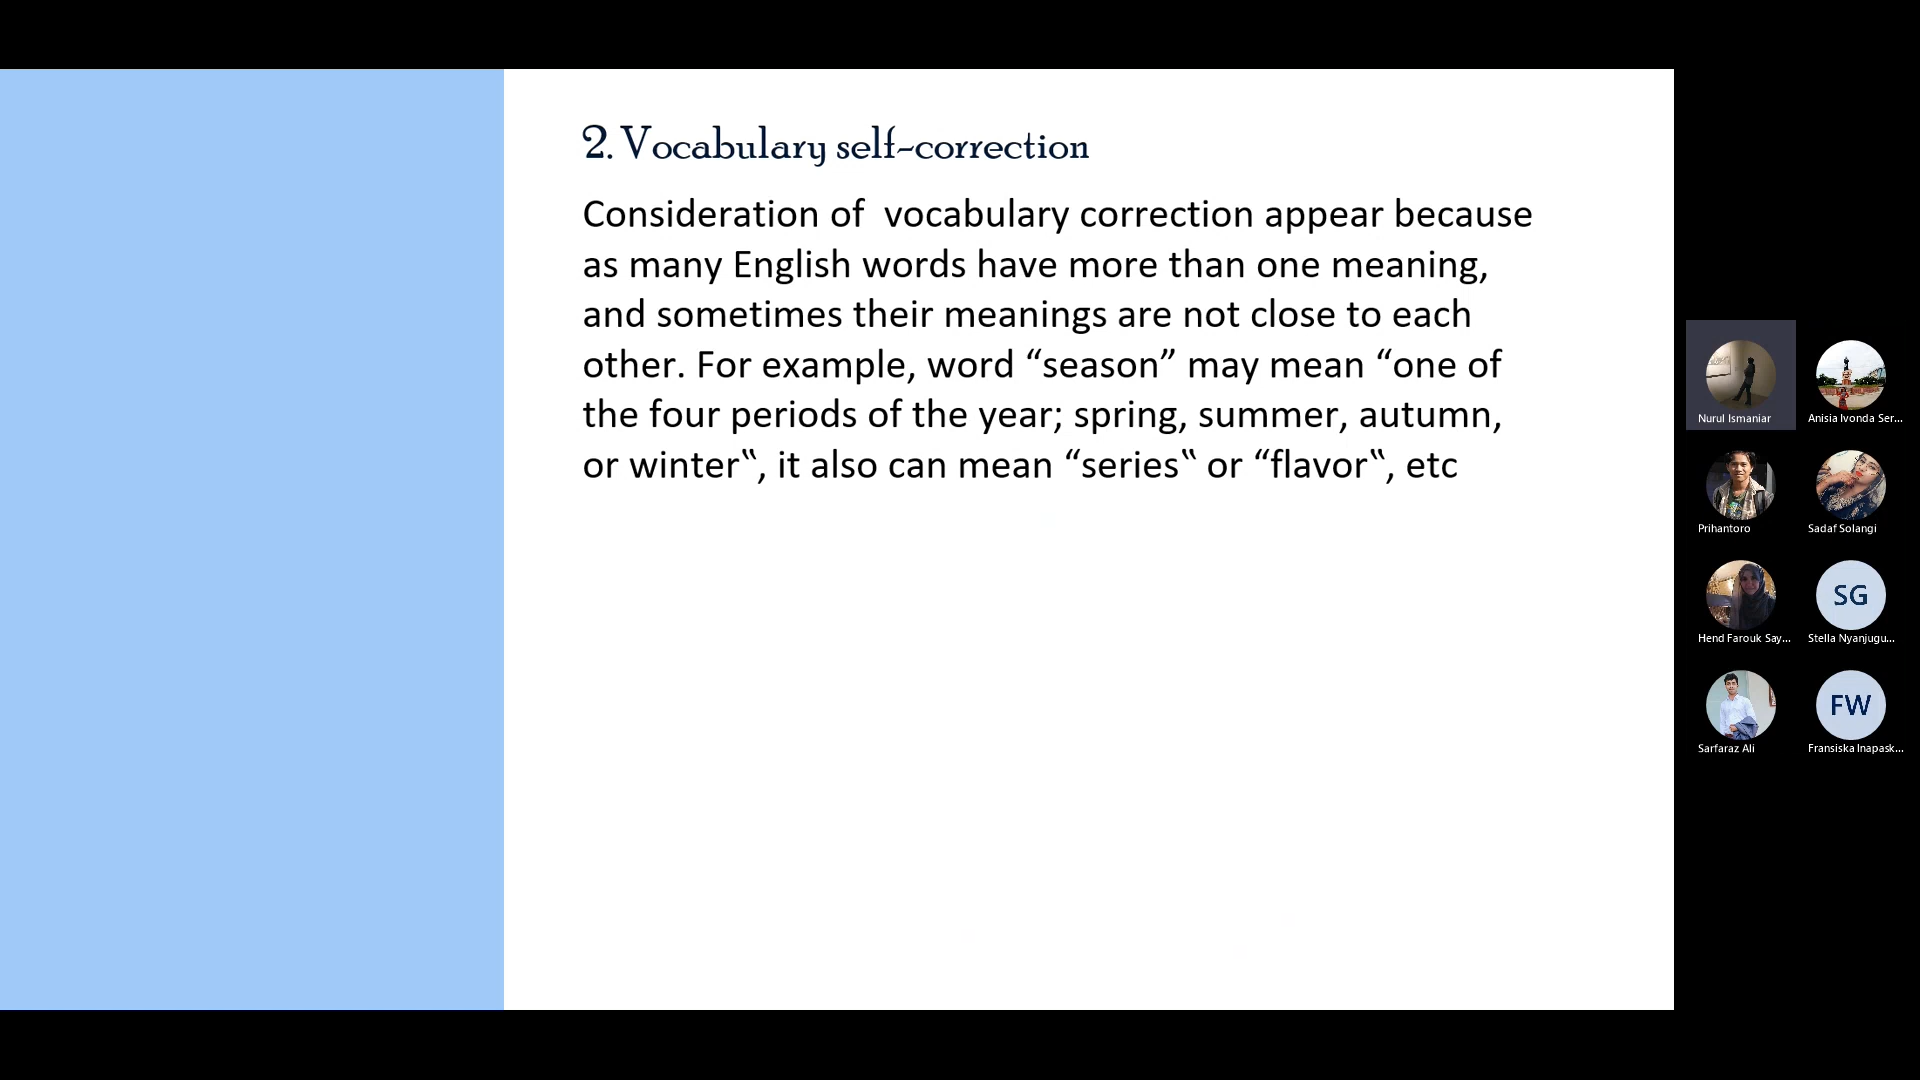 2. Vocabulary self-correction
Consideration of  vocabulary correction appear because
as many English words have more than one meaning,
and sometimes their meanings are not close to each
other. For example, word “season” may mean “one of
the four periods of the year; spring, summer, autumn,
or winter‟, it also can mean “series‟ or “flavor‟, etc
Nurul Ismaniar
Anisia Ivonda Ser...
Prihantoro
Sadaf Solangi
Hend Farouk Say...
SG
Stella Nyanjugu...
Sarfaraz Ali
FW
Fransiska Inapask...